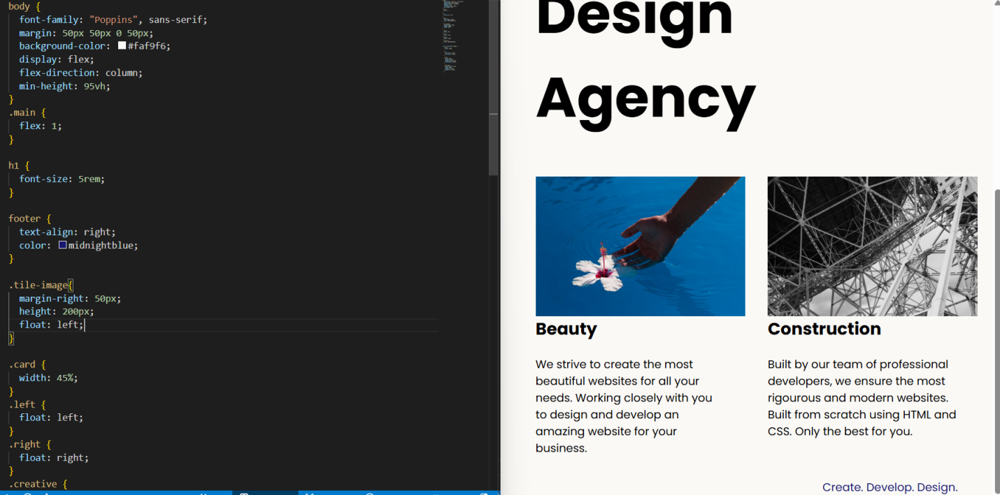 body {
font-family: "Poppins", sans-serif;
margin: 50px 50px 0 50px;
background-color: #faf9f6;
display: flex;
flex-direction: column;
min-height: 95vh;
}
.main {
flex: 1;
}
h1 {
font-size: 5rem;
}
footer {
text-align: right;
color: midnightblue;
}
.tile-image{
margin-right: 50px;
height: 200px;
float: left;
}
.card {
width: 45%;
}
.left {
float: left;
}
.right {
float: right;
}
.creative {
Design
Agency
Beauty
We strive to create the most
beautiful websites for all your
needs. Working closely with you
to design and develop an
amazing website for your
business.
Construction
Built by our team of professional
developers, we ensure the most
rigourous and modern websites.
Built from scratch using HTML and
CSS. Only the best for you.
Create. Develop. Design.